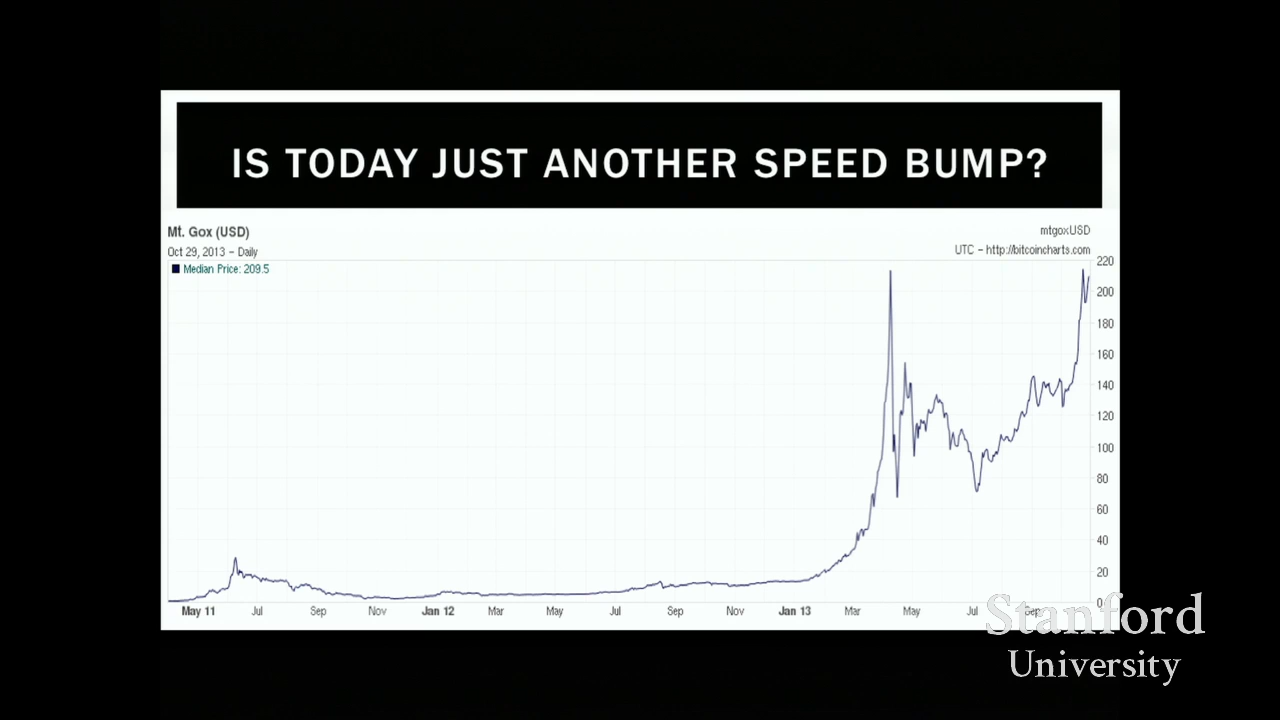 IS TODAY JUST ANOTHER SPEED BUMP?
Mt. Gox (USD)
mtgoxUSD
Oct 29, 2013 – Daily
UTC – http://bitcoincharts.com
Median Price: 209.5
220
200
180
160
140
120
100
80
60
40
20
0
May 11 Jul Sep Nov Jan 12 Mar May Jul Sep Nov Jan 13 Mar May Jul Sep
Stanford
University